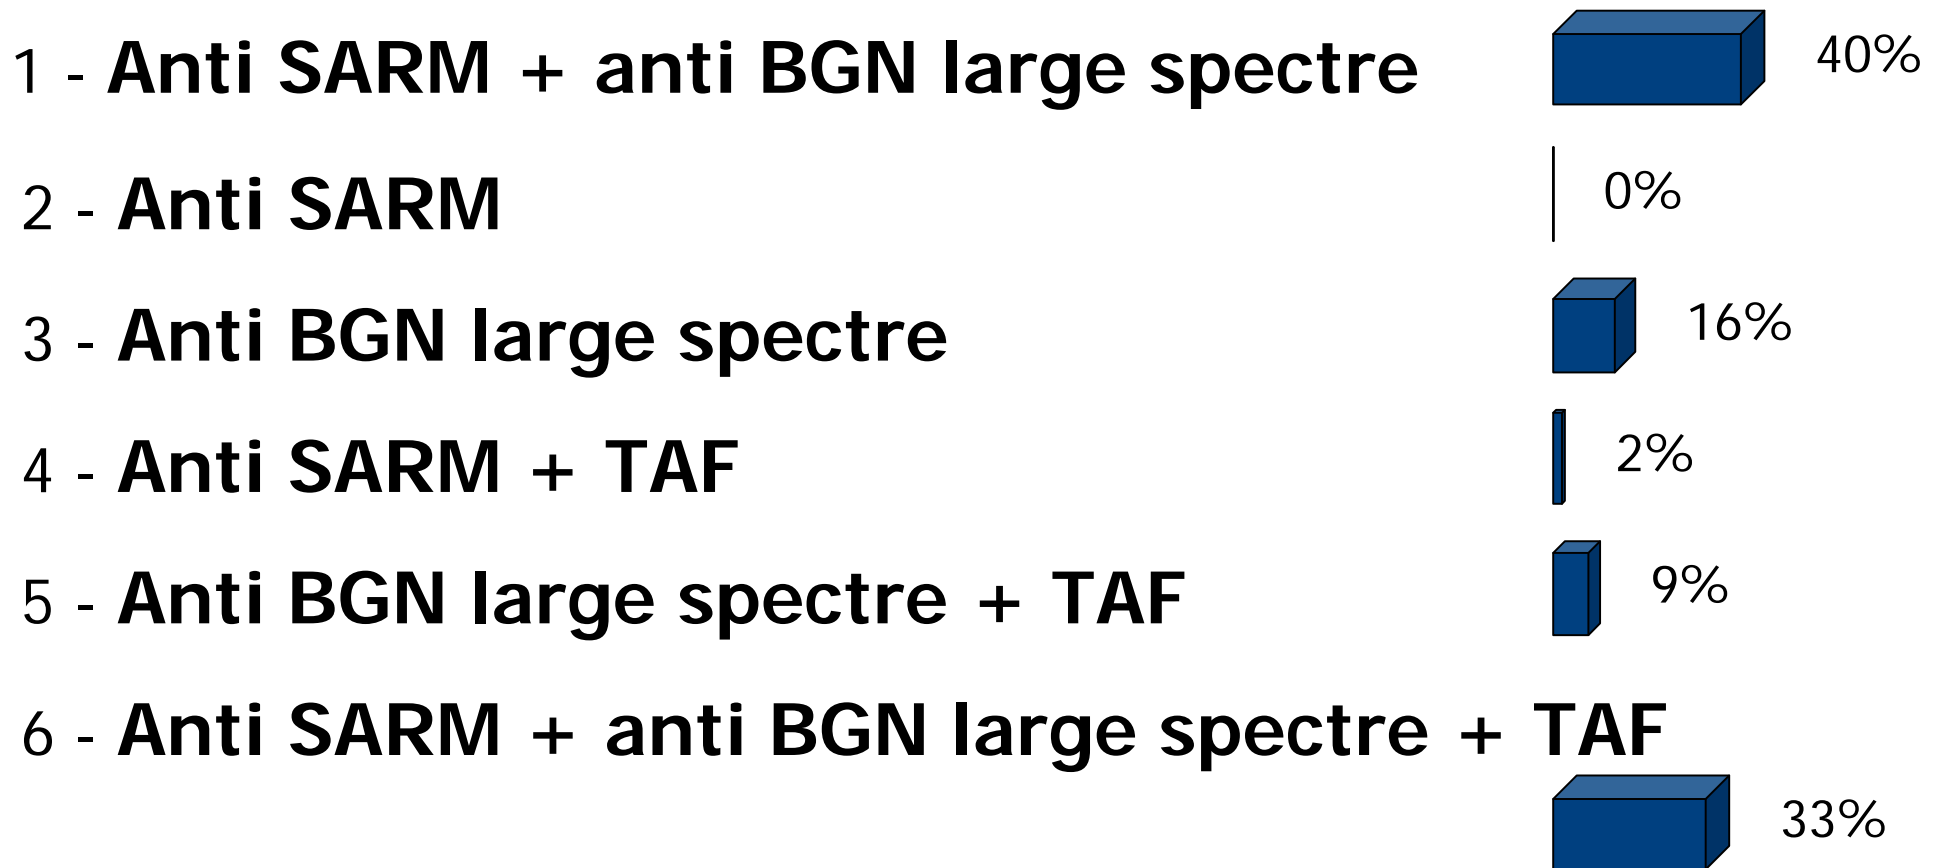 1 - Anti SARM + anti BGN large spectre 40%
2 - Anti SARM 0%
3 - Anti BGN large spectre 16%
4 - Anti SARM + TAF 2%
5 - Anti BGN large spectre + TAF 9%
6 - Anti SARM + anti BGN large spectre + TAF
33%